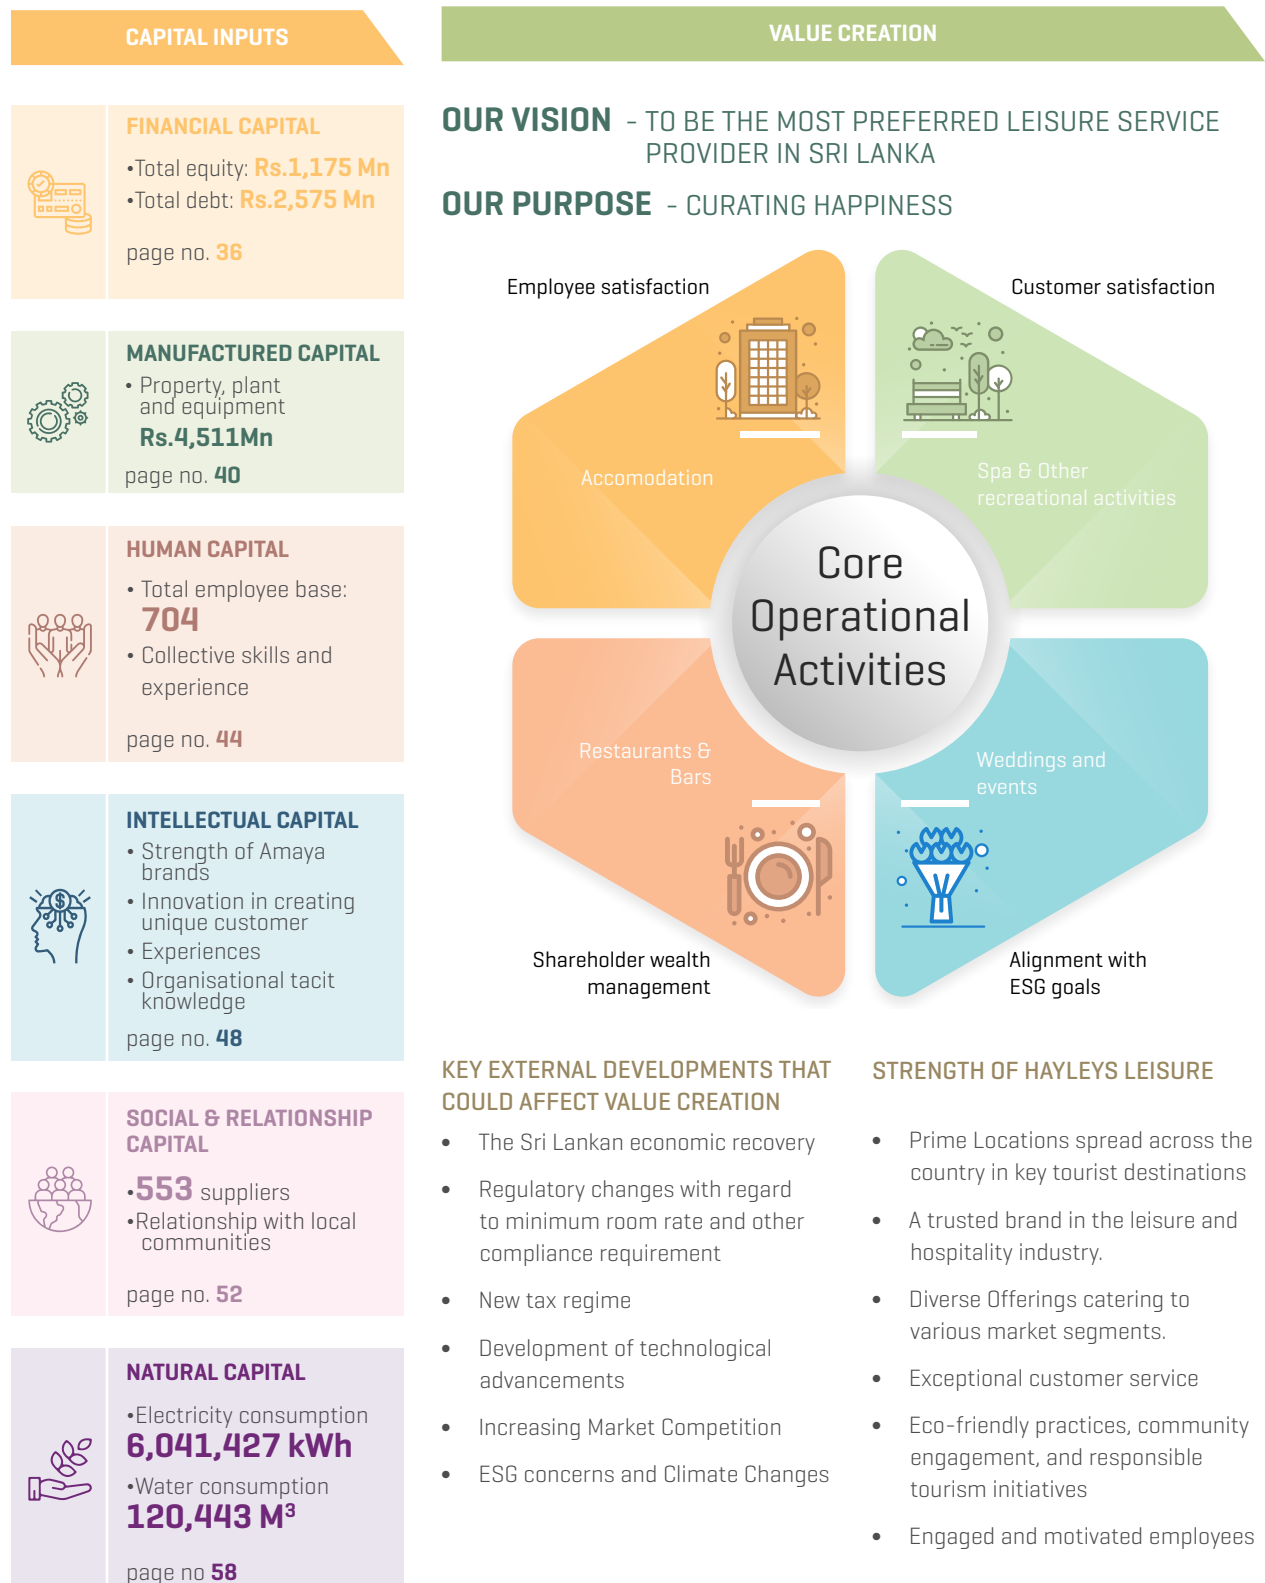 CAPITAL INPUTS
FINANCIAL CAPITAL
•Total equity: Rs.1,175 Mn
•Total debt: Rs.2,575 Mn
page no. 36
MANUFACTURED CAPITAL
• Property, plant
and equipment
Rs.4,511Mn
page no. 40
HUMAN CAPITAL
• Total employee base:
704
• Collective skills and
experience
page no. 44
INTELLECTUAL CAPITAL
• Strength of Amaya
brands
• Innovation in creating
unique customer
• Experiences
• Organisational tacit
knowledge
page no. 48
SOCIAL & RELATIONSHIP
CAPITAL
•553 suppliers
•Relationship with local
communities
page no. 52
NATURAL CAPITAL
•Electricity consumption
6,041,427 kWh
•Water consumption
120,443 M³
page no 58
VALUE CREATION
OUR VISION - TO BE THE MOST PREFERRED LEISURE SERVICE
PROVIDER IN SRI LANKA
OUR PURPOSE - CURATING HAPPINESS
Employee satisfaction
Customer satisfaction
Accomodation
Spa & Other
recreational activities
Core
Operational
Activities
Restaurants &
Bars
Weddings and
events
Shareholder wealth
management
Alignment with
ESG goals
KEY EXTERNAL DEVELOPMENTS THAT
COULD AFFECT VALUE CREATION
• The Sri Lankan economic recovery
• Regulatory changes with regard
to minimum room rate and other
compliance requirement
• New tax regime
• Development of technological
advancements
• Increasing Market Competition
• ESG concerns and Climate Changes
STRENGTH OF HAYLEYS LEISURE
• Prime Locations spread across the
country in key tourist destinations
• A trusted brand in the leisure and
hospitality industry.
• Diverse Offerings catering to
various market segments.
• Exceptional customer service
• Eco-friendly practices, community
engagement, and responsible
tourism initiatives
• Engaged and motivated employees